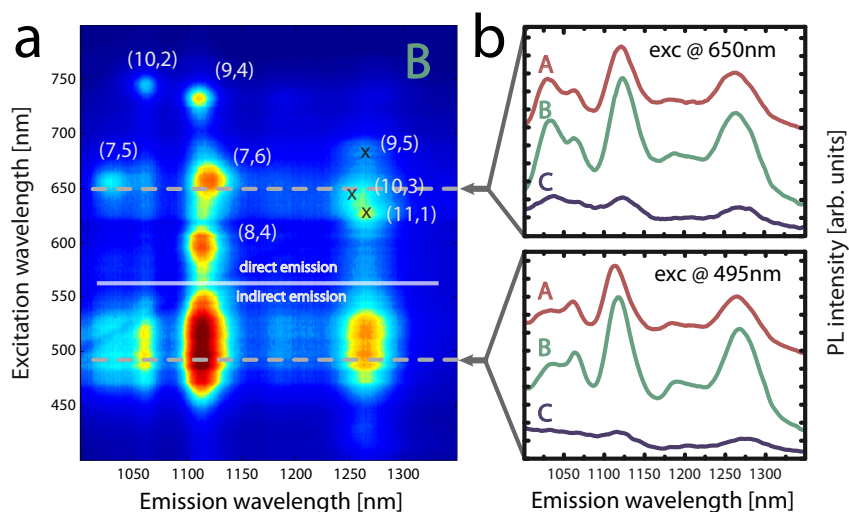 a
B
(10,2)
(9,4)
(7,5)
(7,6)
(9,5)
(10,3)
(11,1)
(8,4)
direct emission
indirect emission
Excitation wavelength [nm]
750
700
650
600
550
500
450
1050 1100 1150 1200 1250 1300
Emission wavelength [nm]
x
x
x
b
exc @ 650nm
A
B
C
exc @ 495nm
A
B
C
1050 1100 1150 1200 1250 1300
Emission wavelength [nm]
PL intensity [arb. units]